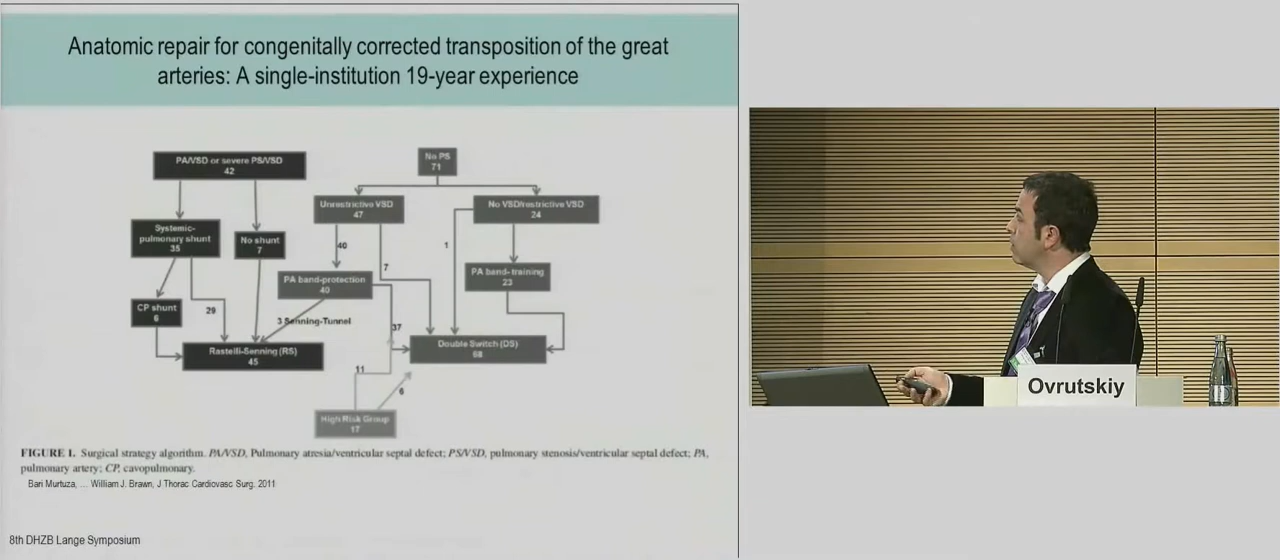 Anatomic repair for congenitally corrected transposition of the great
arteries: A single-institution 19-year experience
PA/VSD or severe PS/VSD
42
No PS
71
Unrestrictive VSD
47
No VSD/restrictive VSD
24
Systemic-
pulmonary shunt
35
No shunt
7
40
7
1
PA band-protection
40
PA band- training
23
CP shunt
6
29
3 Senning-Tunnel
37
Rastelli-Senning (RS)
45
Double Switch (DS)
68
11
6
High Risk Group
17
FIGURE 1. Surgical strategy algorithm. PA/VSD, Pulmonary atresia/ventricular septal defect; PS/VSD, pulmonary stenosis/ventricular septal defect; PA,
pulmonary artery; CP, cavopulmonary.
Bari Murtuza, ... William J. Brawn, J Thorac Cardiovasc Surg. 2011
8th DHZB Lange Symposium
Ovrutskiy